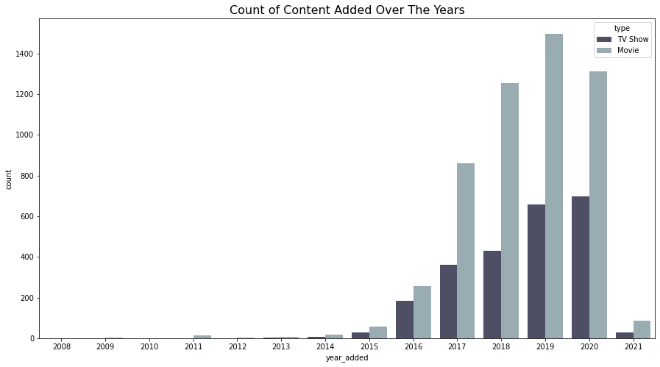 Count of Content Added Over The Years
type
TV Show
Movie
1400
1200
1000
800
600
400
200
0
count
2008 2009 2010 2011 2012 2013 2014 2015 2016 2017 2018 2019 2020 2021
year_added